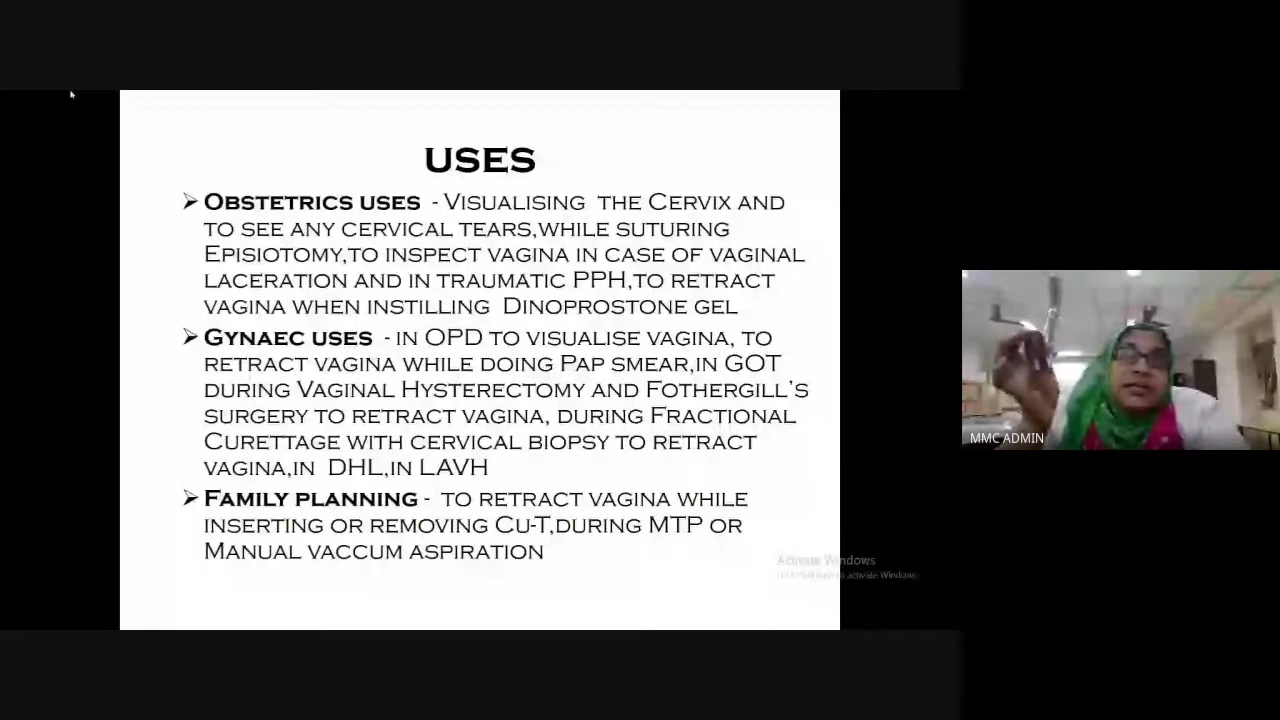 USES
➢ OBSTETRICS USES - VISUALISING THE CERVIX AND
TO SEE ANY CERVICAL TEARS,WHILE SUTURING
EPISIOTOMY,TO INSPECT VAGINA IN CASE OF VAGINAL
LACERATION AND IN TRAUMATIC PPH,TO RETRACT
VAGINA WHEN INSTILLING DINOPROSTONE GEL
➢ GYNAEC USES - IN OPD TO VISUALISE VAGINA, TO
RETRACT VAGINA WHILE DOING PAP SMEAR,IN GOT
DURING VAGINAL HYSTERECTOMY AND FOTHERGILL'S
SURGERY TO RETRACT VAGINA, DURING FRACTIONAL
CURETTAGE WITH CERVICAL BIOPSY TO RETRACT
VAGINA,IN DHL,IN LAVH
➢ FAMILY PLANNING - TO RETRACT VAGINA WHILE
INSERTING OR REMOVING CU-T,DURING MTP OR
MANUAL VACCUM ASPIRATION
Activate Windows
to activate Windows.
MMC ADMIN